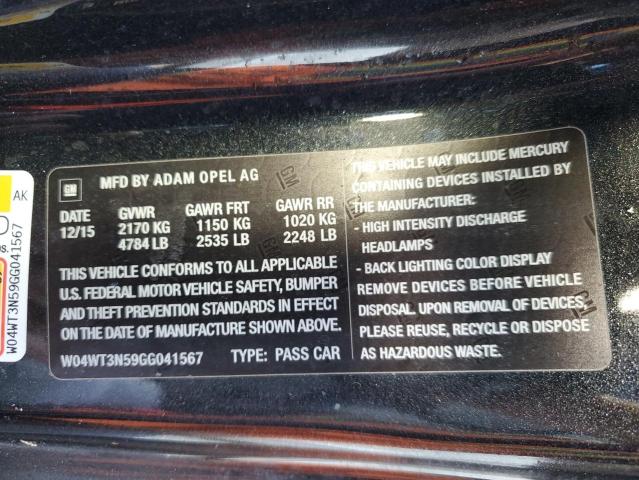 GM
MFD BY ADAM OPEL AG
DATE GVWR GAWR FRT GAWR RR
12/15 2170 KG 1150 KG 1020 KG
4784 LB 2535 LB 2248 LB
THIS VEHICLE CONFORMS TO ALL APPLICABLE
U.S. FEDERAL MOTOR VEHICLE SAFETY, BUMPER
AND THEFT PREVENTION STANDARDS IN EFFECT
ON THE DATE OF MANUFACTURE SHOWN ABOVE.
W04WT3N59GG041567 TYPE: PASS CAR
THIS VEHICLE MAY INCLUDE MERCURY
CONTAINING DEVICES INSTALLED BY
THE MANUFACTURER:
- HIGH INTENSITY DISCHARGE
HEADLAMPS
- BACK LIGHTING COLOR DISPLAY
REMOVE DEVICES BEFORE VEHICLE
DISPOSAL. UPON REMOVAL OF DEVICES,
PLEASE REUSE, RECYCLE OR DISPOSE
AS HAZARDOUS WASTE.
AK
W04WT3N59GG041567